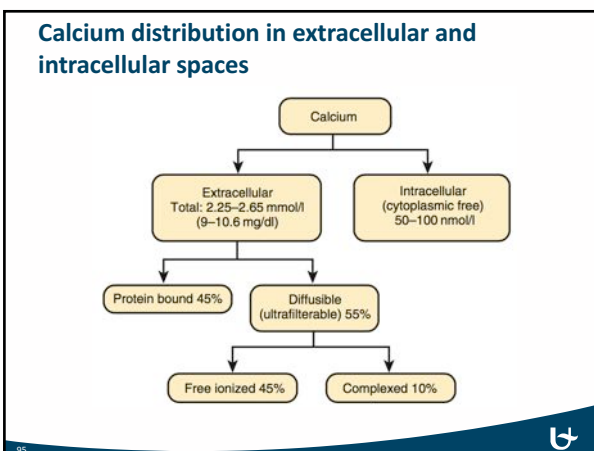 Calcium distribution in extracellular and
intracellular spaces
Calcium
Extracellular
Total: 2.25–2.65 mmol/l
(9–10.6 mg/dl)
Intracellular
(cytoplasmic free)
50–100 nmol/l
Protein bound 45%
Diffusible
(ultrafilterable) 55%
Free ionized 45%
Complexed 10%
95